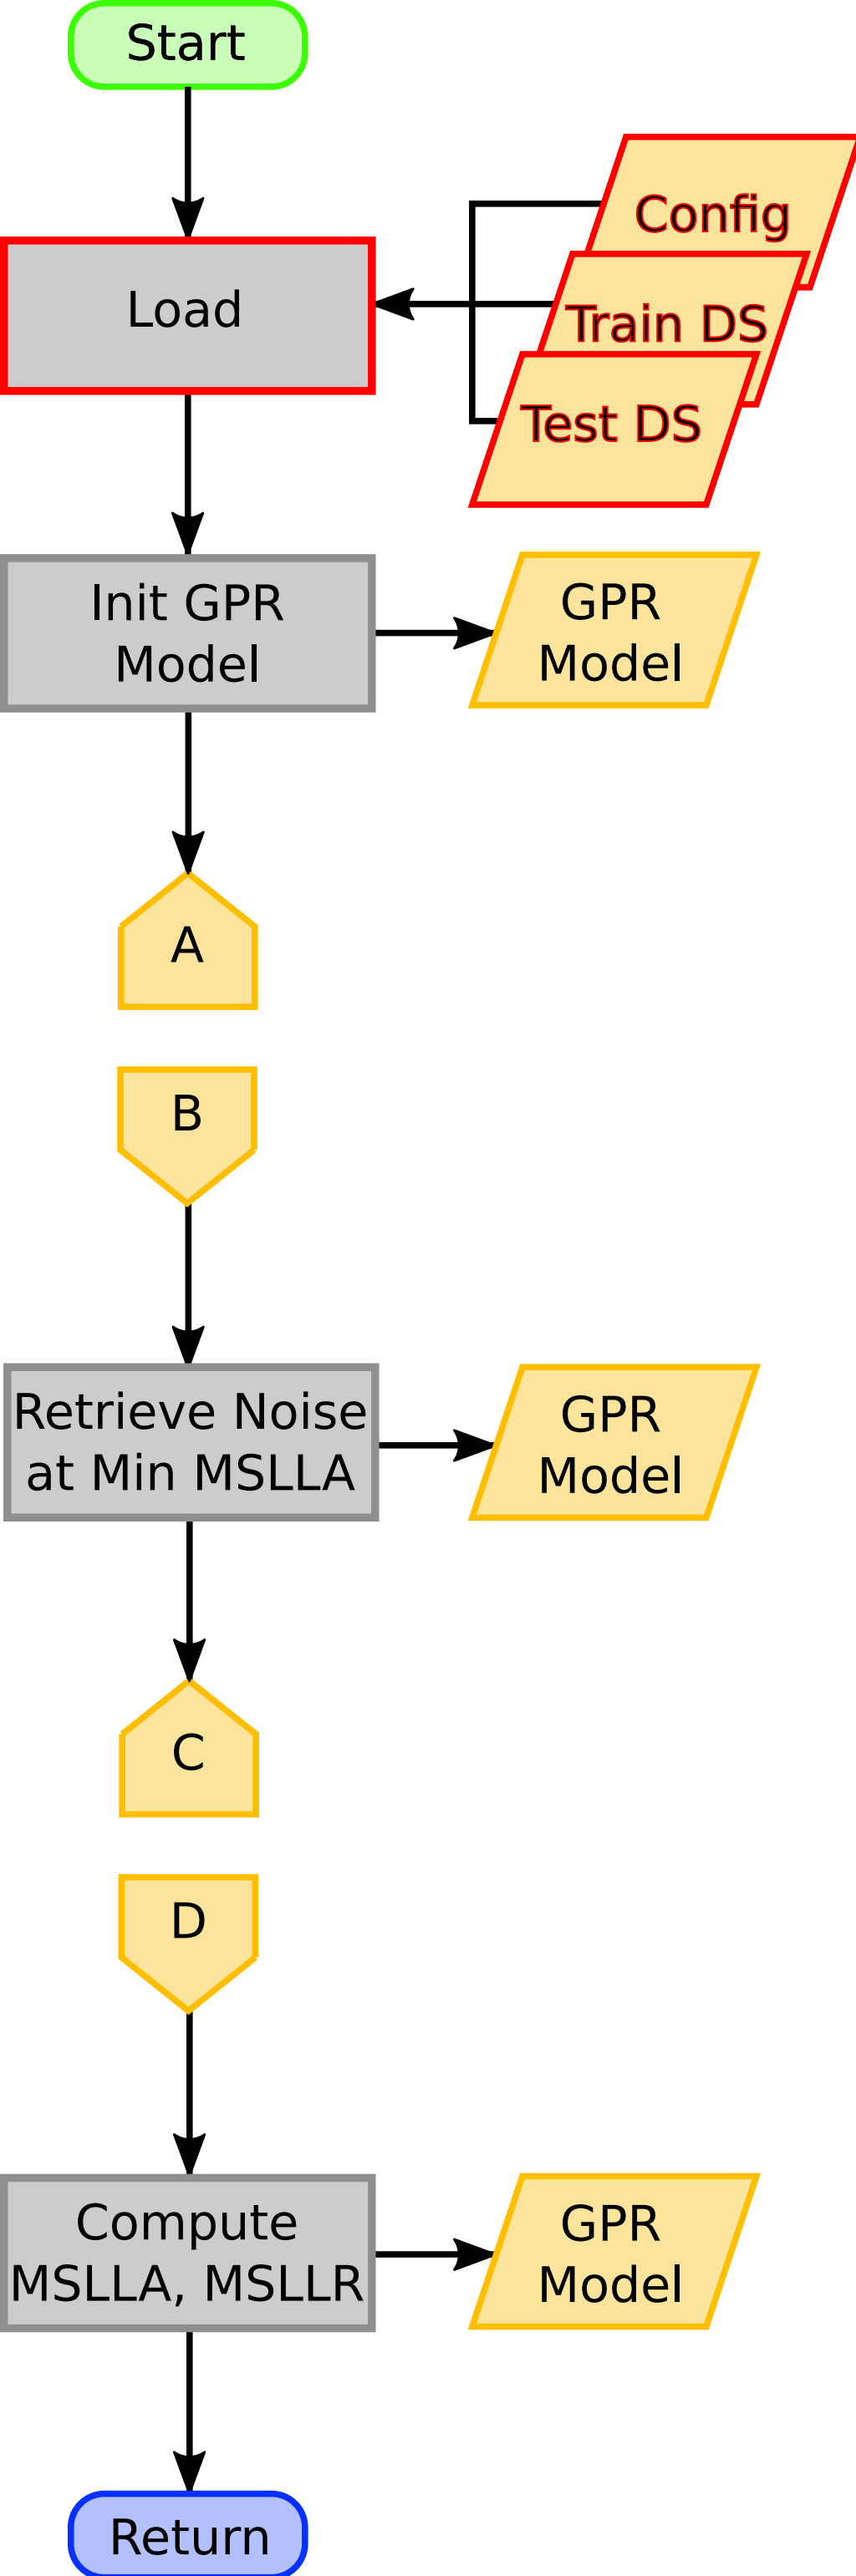 Start
Config
Load
Train DS
Test DS
Init GPR
Model
GPR
Model
A
B
Retrieve Noise
at Min MSLLA
GPR
Model
C
D
Compute
MSLLA, MSLLR
GPR
Model
Return